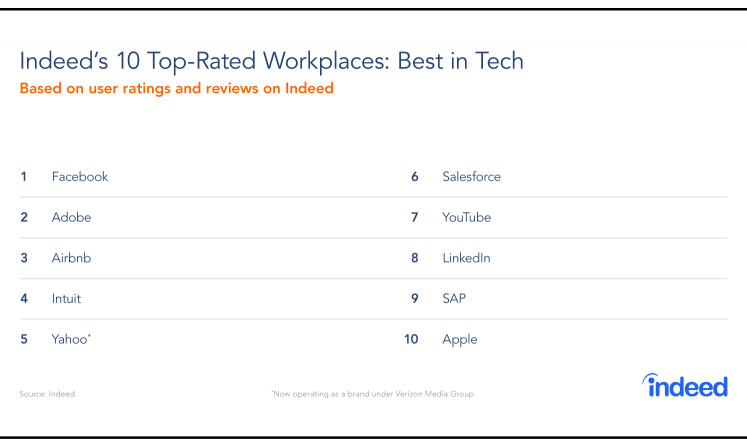 Indeed's 10 Top-Rated Workplaces: Best in Tech
Based on user ratings and reviews on Indeed
1 Facebook
2 Adobe
3 Airbnb
4 Intuit
5 Yahoo*
6 Salesforce
7 YouTube
8 LinkedIn
9 SAP
10 Apple
Source: Indeed
*Now operating as a brand under Verizon Media Group
indeed